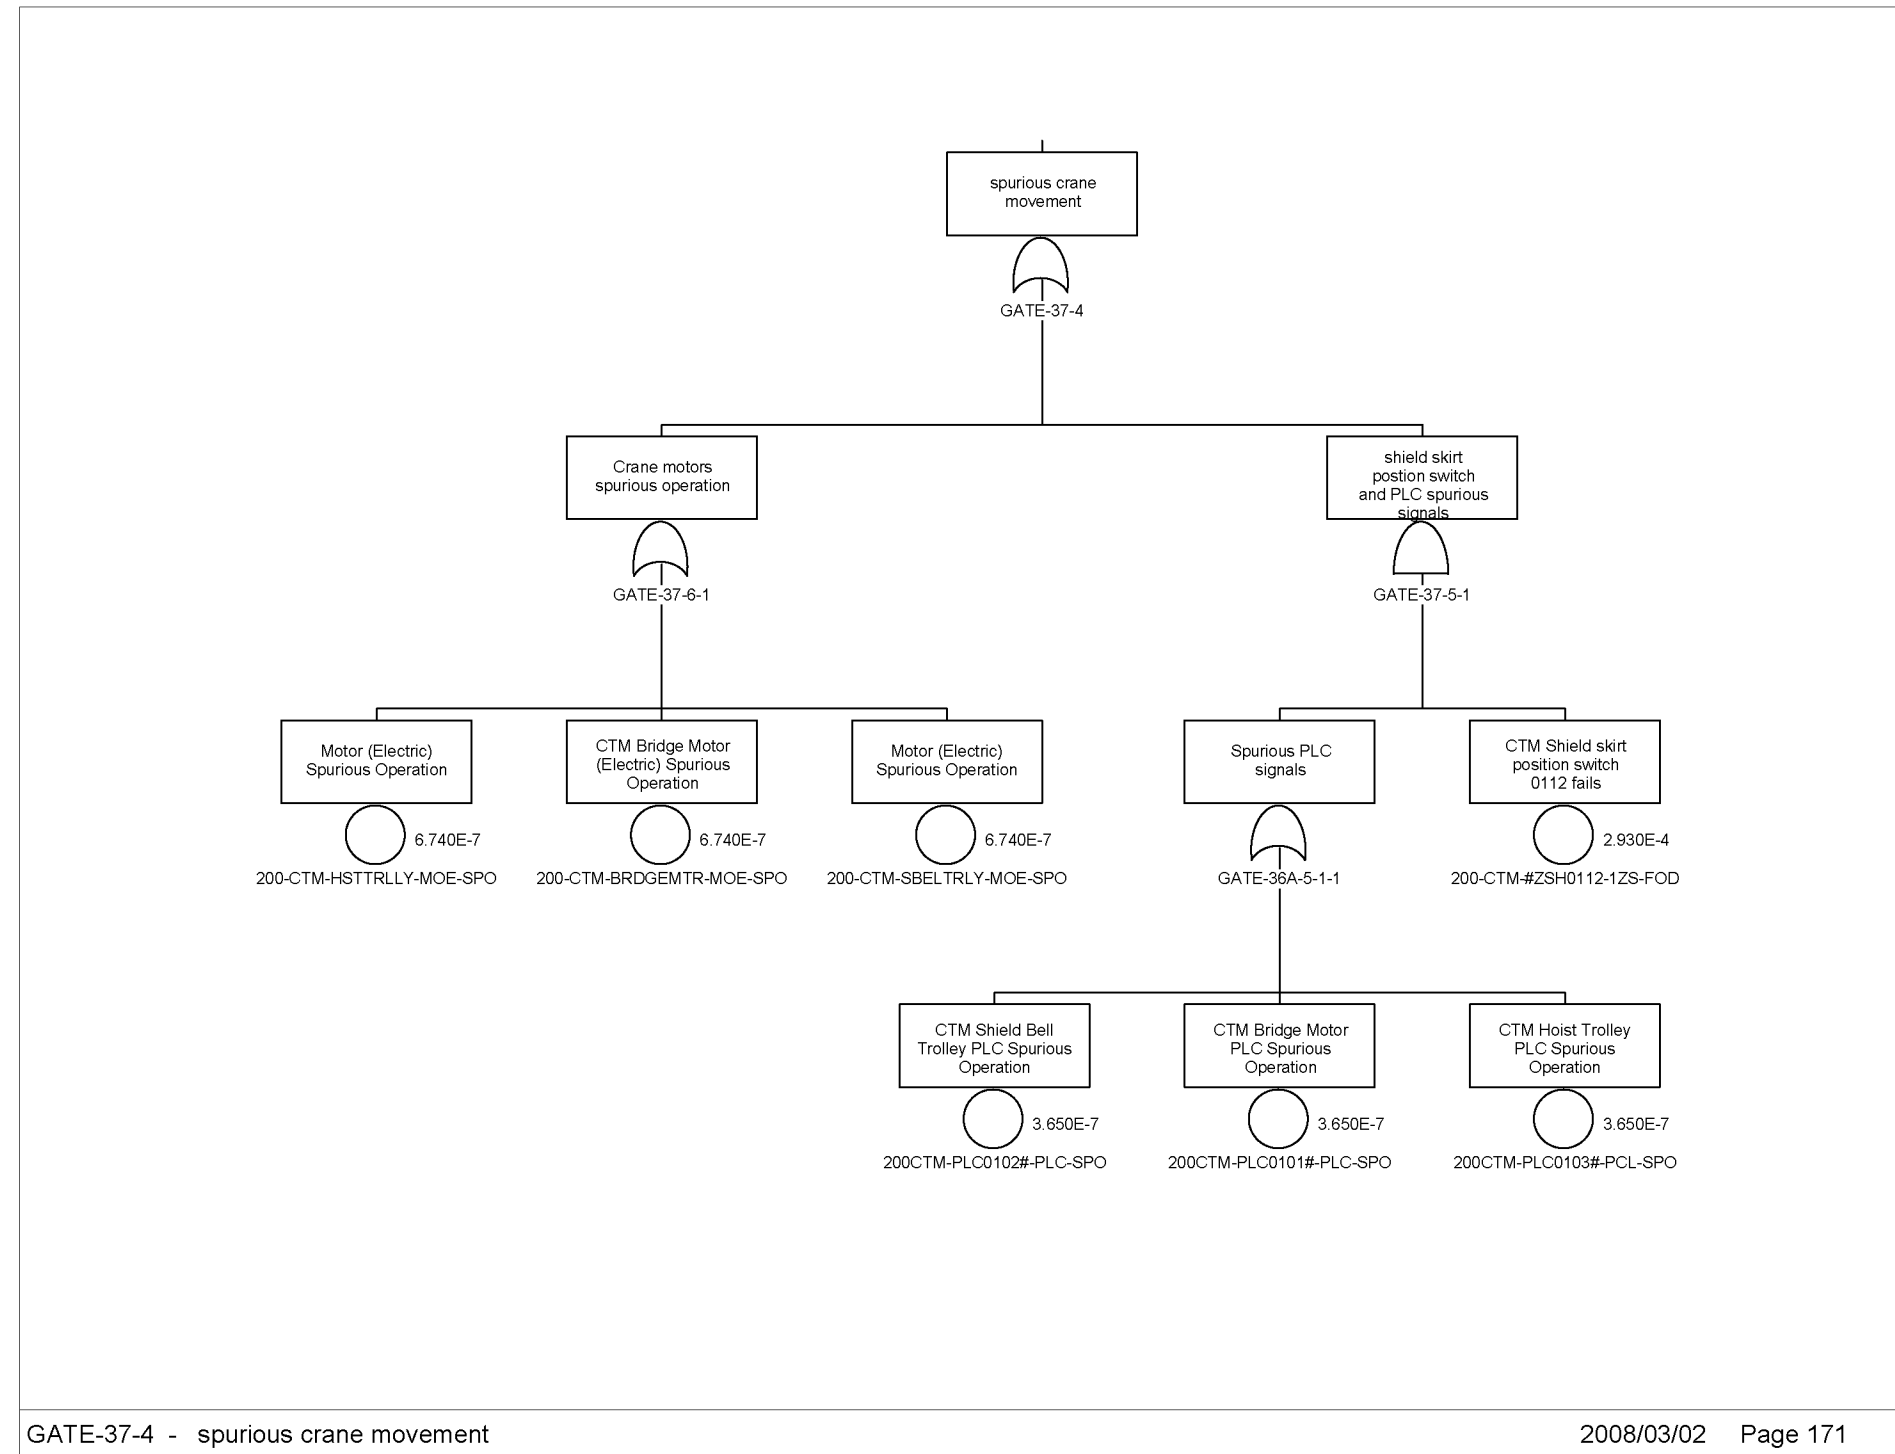 spurious crane
movement
GATE-37-4
Crane motors
spurious operation
GATE-37-6-1
shield skirt
postion switch
and PLC spurious
signals
GATE-37-5-1
Motor (Electric)
Spurious Operation
6.740E-7
200-CTM-HSTTRLLY-MOE-SPO
CTM Bridge Motor
(Electric) Spurious
Operation
6.740E-7
200-CTM-BRDGEMTR-MOE-SPO
Motor (Electric)
Spurious Operation
6.740E-7
200-CTM-SBELTRLY-MOE-SPO
Spurious PLC
signals
GATE-36A-5-1-1
CTM Shield skirt
position switch
0112 fails
2.930E-4
200-CTM-#ZSH0112-1ZS-FOD
CTM Shield Bell
Trolley PLC Spurious
Operation
3.650E-7
200CTM-PLC0102#-PLC-SPO
CTM Bridge Motor
PLC Spurious
Operation
3.650E-7
200CTM-PLC0101#-PLC-SPO
CTM Hoist Trolley
PLC Spurious
Operation
3.650E-7
200CTM-PLC0103#-PCL-SPO
GATE-37-4 - spurious crane movement
2008/03/02 Page 171